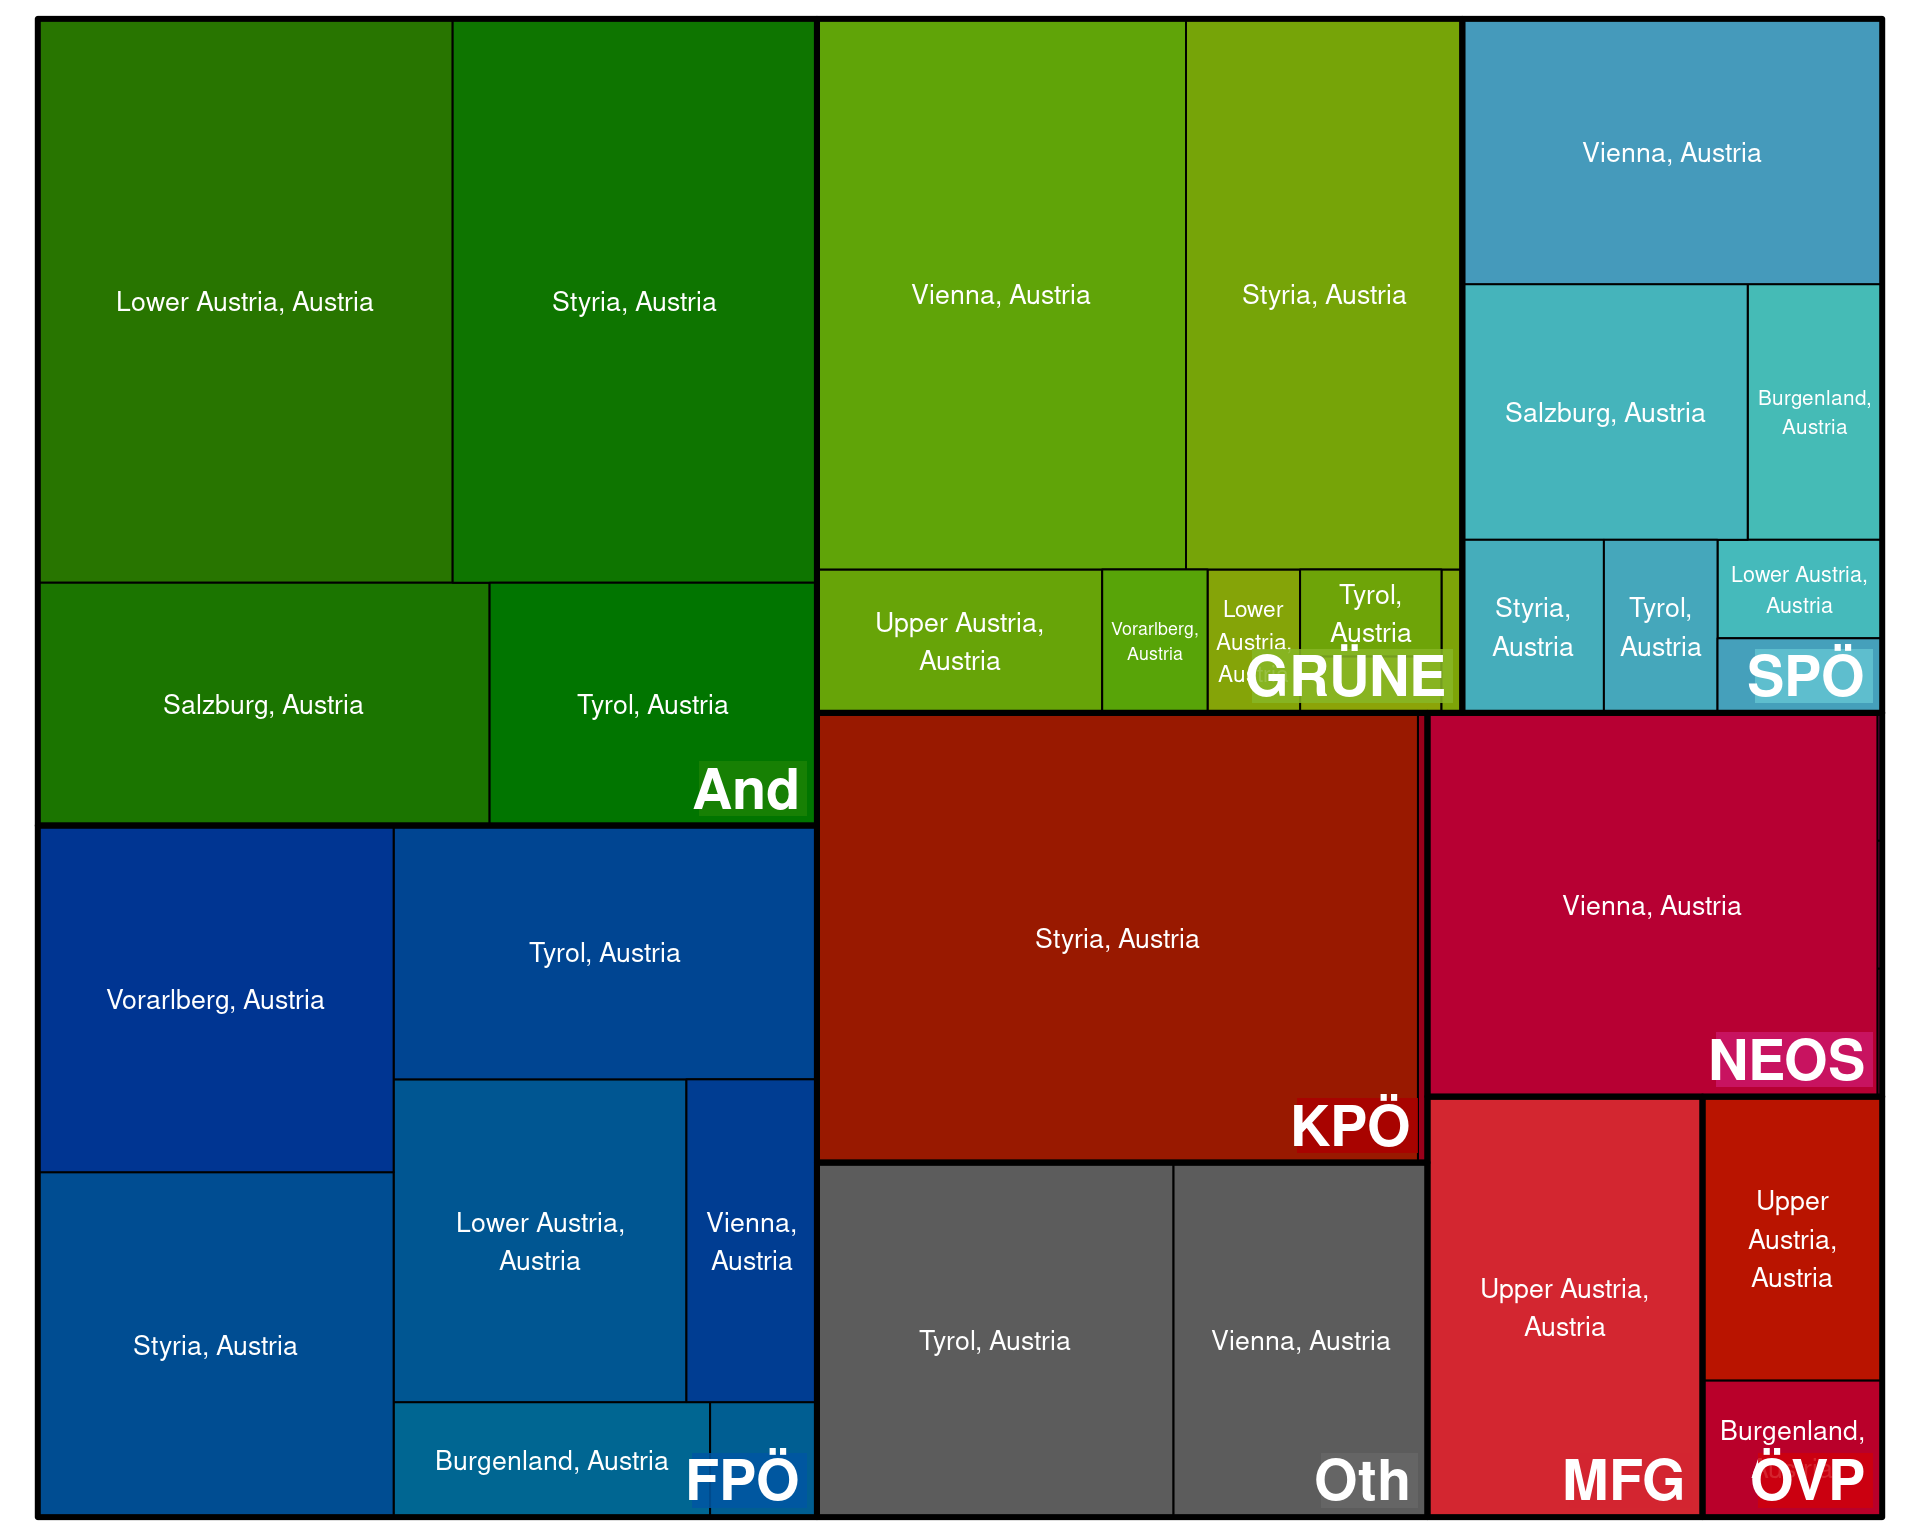 Lower Austria, Austria
Styria, Austria
Salzburg, Austria
Tyrol, Austria
And
Vienna, Austria
Styria, Austria
Upper Austria,
Austria
Vorarlberg,
Austria
Lower
Austria,
Tyrol,
Austria
GRÜNE
Vienna, Austria
Salzburg, Austria
Burgenland,
Austria
Styria,
Austria
Tyrol,
Austria
Lower Austria,
Austria
SPÖ
Vorarlberg, Austria
Tyrol, Austria
Styria, Austria
Lower Austria,
Austria
Vienna,
Austria
Burgenland, Austria
FPÖ
Styria, Austria
KPÖ
Vienna, Austria
NEOS
Tyrol, Austria
Vienna, Austria
Oth
Upper Austria,
Austria
MFG
Upper
Austria,
Austria
Burgenland,
ÖVP